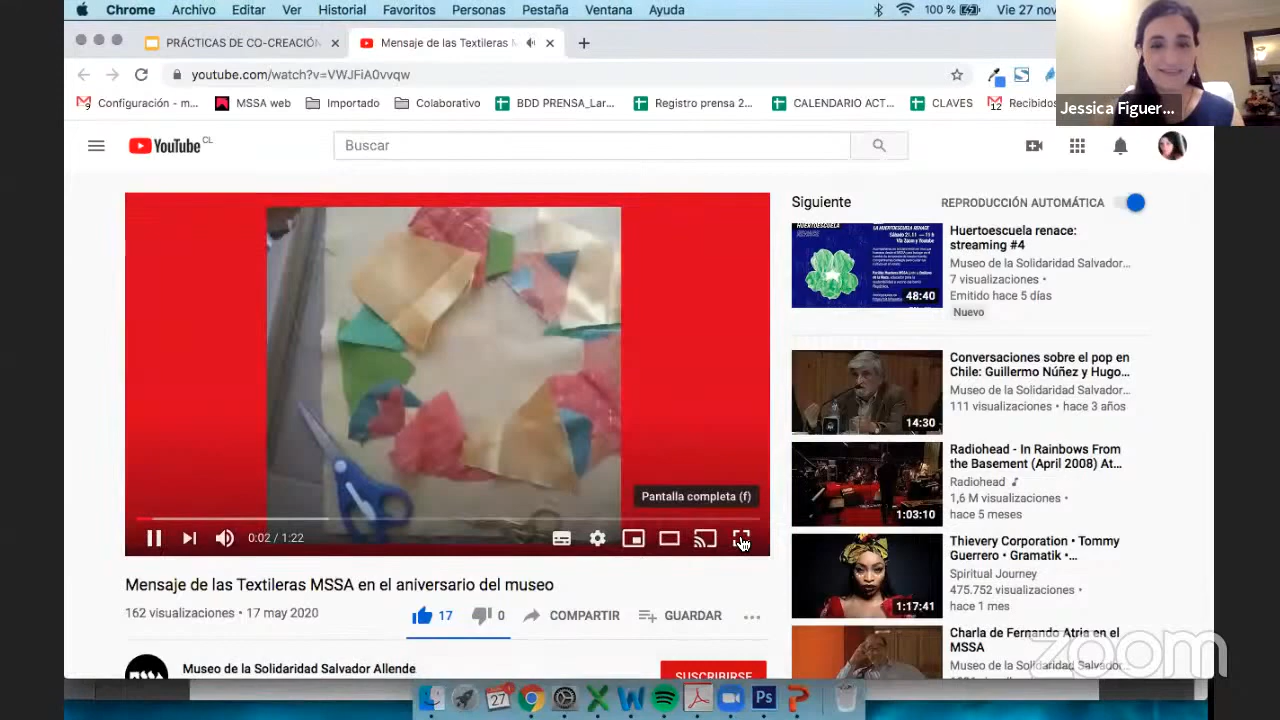 Chrome Archivo Editar Ver Historial Favoritos Personas Pestaña Ventana Ayuda 100 % Vie 27 nov
PRÁCTICAS DE CO-CREACIÓN
Mensaje de las Textileras
youtube.com/watch?v=VWJFiA0vvqw
Configuración - m... MSSA web Importado Colaborativo BDD PRENSA_Lar... Registro prensa 2... CALENDARIO ACT... CLAVES Recibidos
12
Jessica Figuer...
YouTube CL
Buscar
Siguiente
REPRODUCCIÓN AUTOMÁTICA
HUERTOESCUELA
RENACE
48:40
Huertoescuela renace:
streaming #4
Museo de la Solidaridad Salvador...
7 visualizaciones •
Emitido hace 5 días
Nuevo
14:30
Conversaciones sobre el pop en
Chile: Guillermo Núñez y Hugo...
Museo de la Solidaridad Salvador...
111 visualizaciones • hace 3 años
1:03:10
Radiohead - In Rainbows From
the Basement (April 2008) At...
Radiohead
1,6 M visualizaciones •
hace 5 meses
1:17:41
Thievery Corporation • Tommy
Guerrero • Gramatik •...
Spiritual Journey
475.752 visualizaciones •
hace 1 mes
Charla de Fernando Atria en el
MSSA
Museo de la Solidaridad Salvador...
Pantalla completa (f)
0:02 / 1:22
Mensaje de las Textileras MSSA en el aniversario del museo
162 visualizaciones • 17 may 2020
17 0 COMPARTIR GUARDAR
Museo de la Solidaridad Salvador Allende
SUSCRIBIRSE
zoom
27
Ps